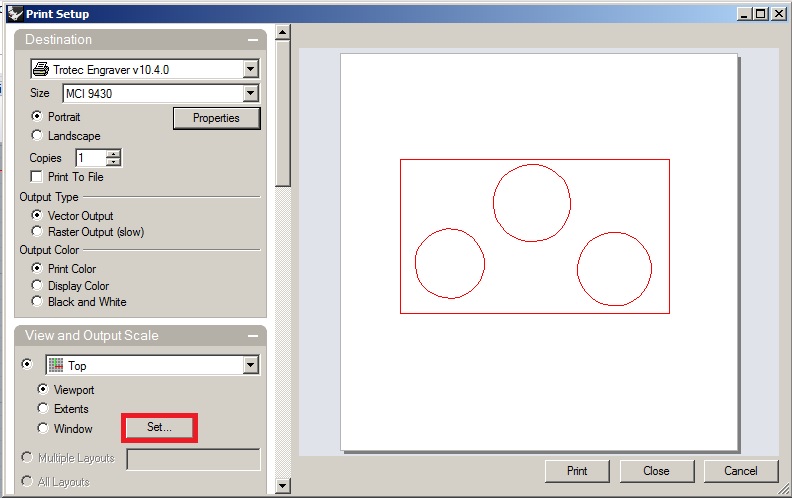 Print Setup
Destination
Trotec Engraver v10.4.0
Size MCI 9430
Portrait
Properties
Landscape
Copies 1
Print To File
Output Type
Vector Output
Raster Output (slow)
Output Color
Print Color
Display Color
Black and White
View and Output Scale
Top
Viewport
Extents
Window Set...
Multiple Layouts
All Layouts
Print Close Cancel